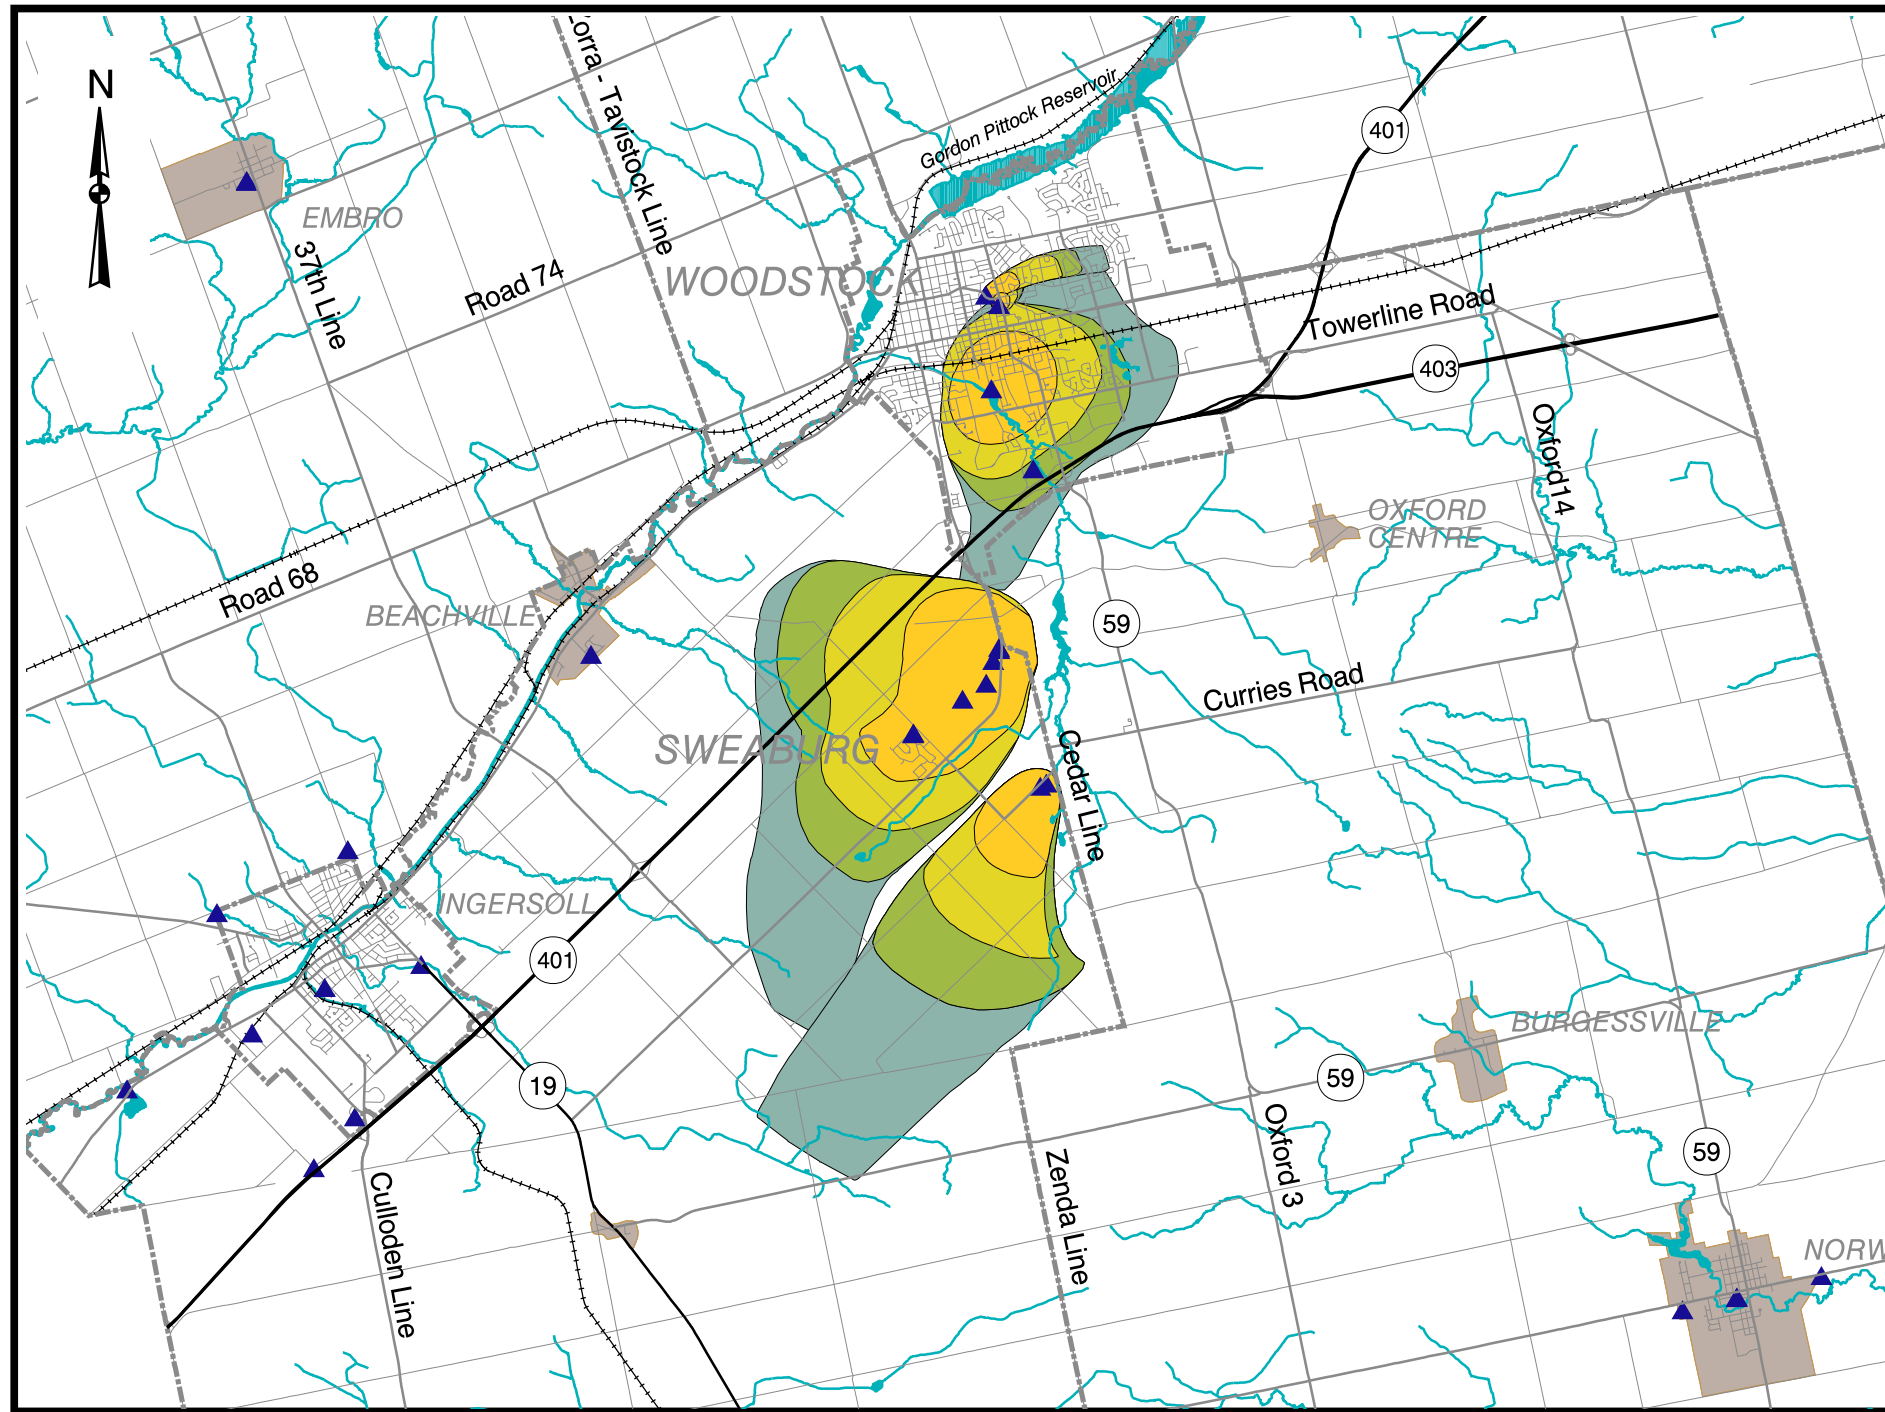 N
Zorra - Tavistock Line
Gordon Pittock Reservoir
401
EMBRO
37th Line
Road 74
WOODSTOCK
Towerline Road
403
Oxford14
OXFORD
CENTRE
Road 68
BEACHVILLE
59
Curries Road
SWEABURG
Cedar Line
INGERSOLL
401
BURGESSVILLE
59
19
Oxford 3
59
Zenda Line
Culloden Line
NORW